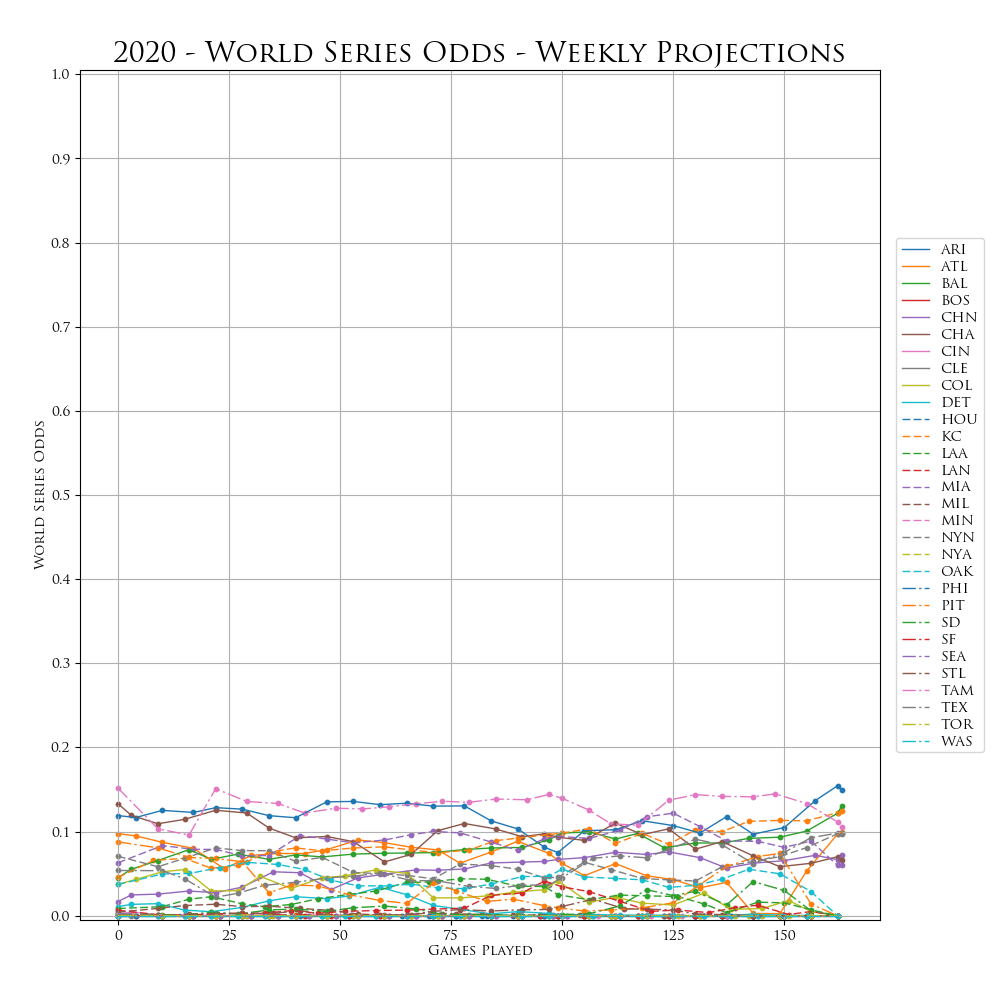 2020 - World Series Odds - Weekly Projections
1.0
0.9
0.8
0.7
0.6
0.5
0.4
0.3
0.2
0.1
0.0
World Series Odds
0 25 50 75 100 125 150
Games Played
ARI
ATL
BAL
BOS
CHN
CHA
CIN
CLE
COL
DET
HOU
KC
LAA
LAN
MIA
MIL
MIN
NYN
NYA
OAK
PHI
PIT
SD
SF
SEA
STL
TAM
TEX
TOR
WAS